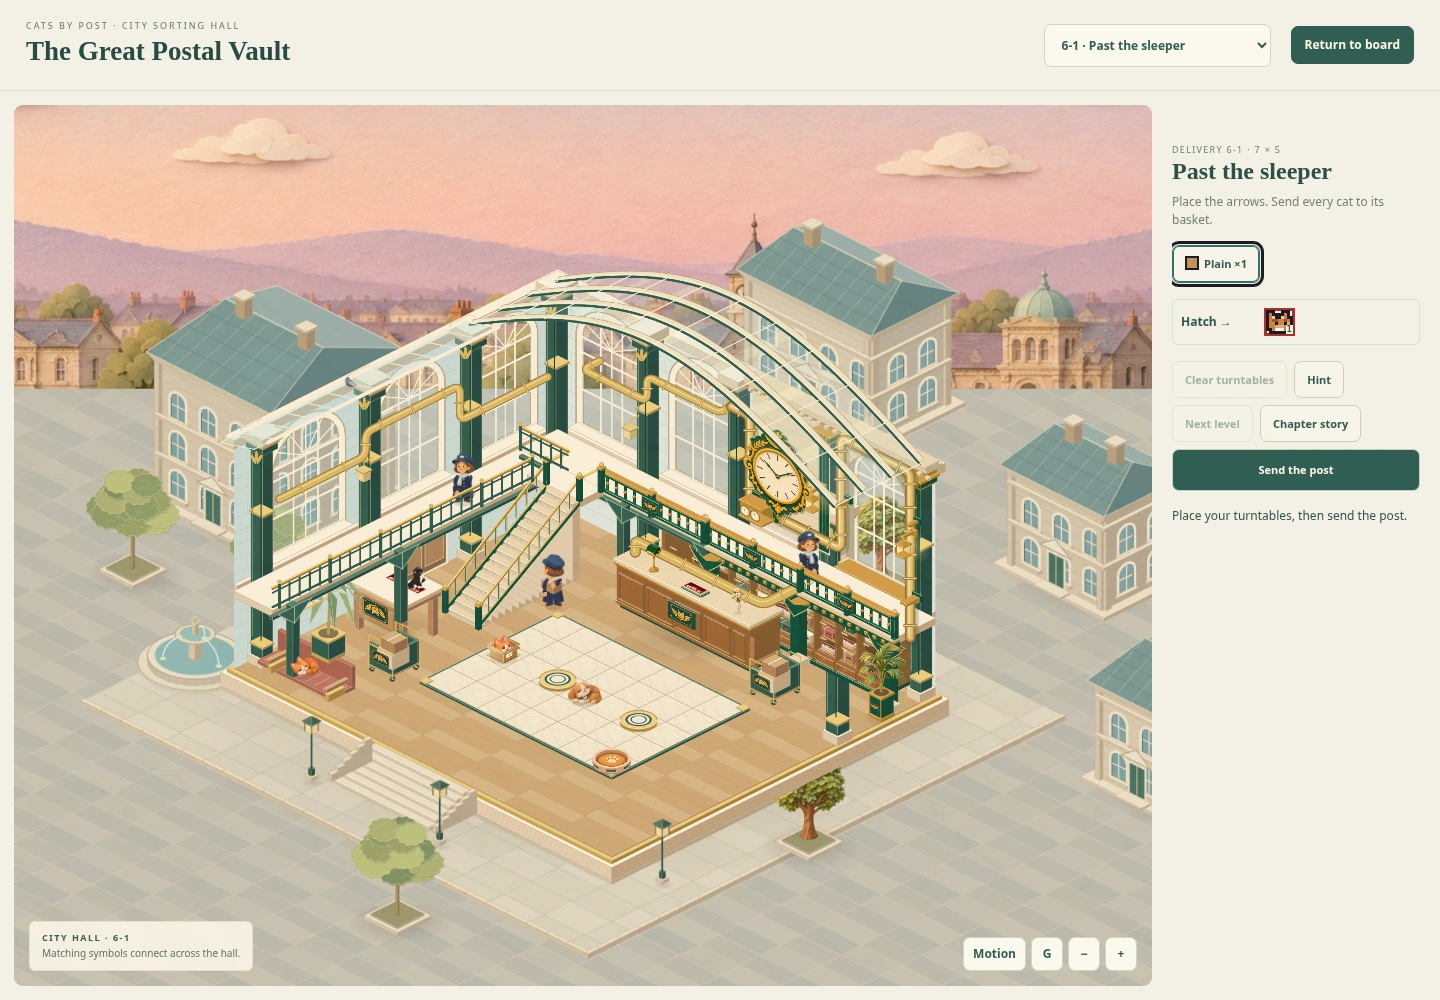 CATS BY POST · CITY SORTING HALL
The Great Postal Vault
6-1 · Past the sleeper
Return to board
DELIVERY 6-1 · 7 × 5
Past the sleeper
Place the arrows. Send every cat to its
basket.
Plain ×1
Hatch →
1
Clear turntables
Hint
Next level
Chapter story
Send the post
Place your turntables, then send the post.
CITY HALL · 6-1
Matching symbols connect across the hall.
Motion
G
−
+